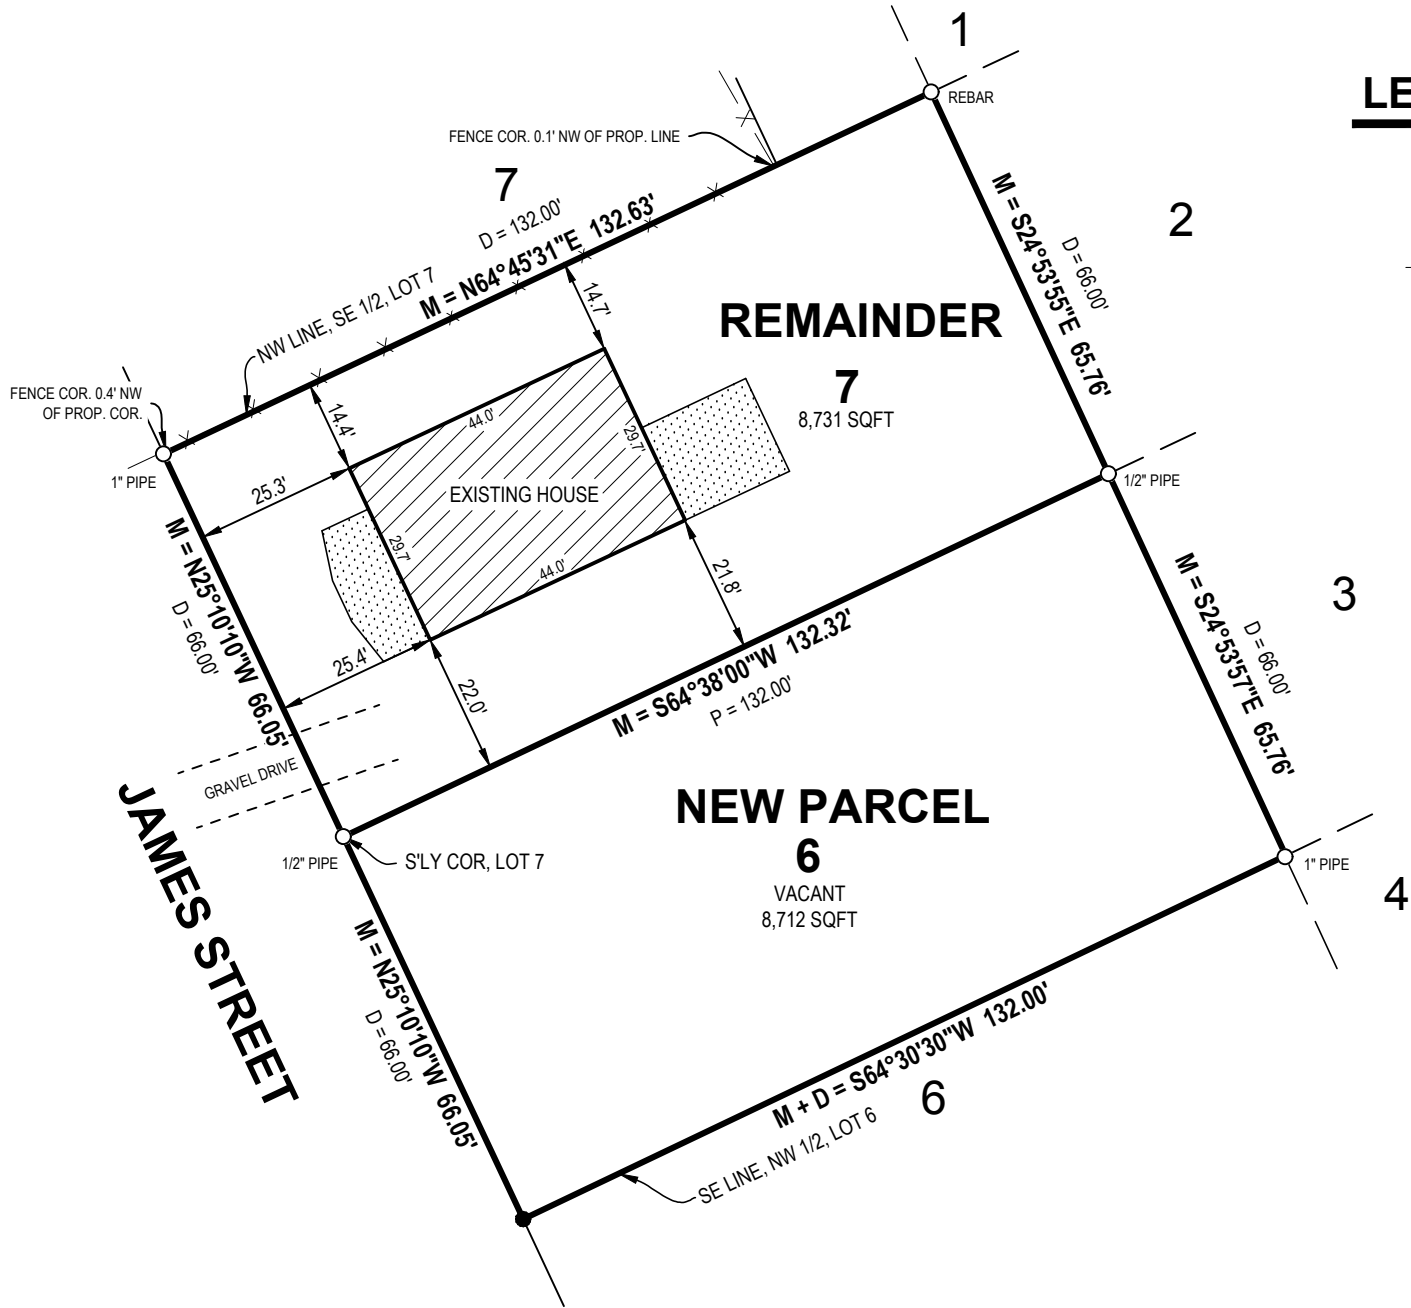 1
LE
REBAR
FENCE COR. 0.1' NW OF PROP. LINE
7
D = 132.00'
M = N64°45'31"E 132.63'
NW LINE, SE 1/2, LOT 7
M = S24°53'55"E 65.76'
D = 66.00'
2
14.7'
REMAINDER
7
8,731 SQFT
FENCE COR. 0.4' NW
OF PROP. COR.
14.4'
44.0'
29.7'
1" PIPE
25.3'
EXISTING HOUSE
1/2" PIPE
29.7'
44.0'
21.8'
M = N25°10'10"W 66.05'
D = 66.00'
25.4'
22.0'
M = S64°38'00"W 132.32'
P = 132.00'
M = S24°53'57"E 65.76'
D = 66.00'
3
GRAVEL DRIVE
JAMES STREET
NEW PARCEL
6
VACANT
8,712 SQFT
1/2" PIPE
S'LY COR, LOT 7
1" PIPE
4
M = N25°10'10"W 66.05'
D = 66.00'
M + D = S64°30'30"W 132.00'
6
SE LINE, NW 1/2, LOT 6